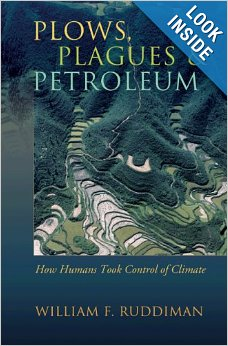 LOOK
INSIDE
PLOWS,
PLAGUES &
PETROLEUM
How Humans Took Control of Climate
WILLIAM F. RUDDIMAN